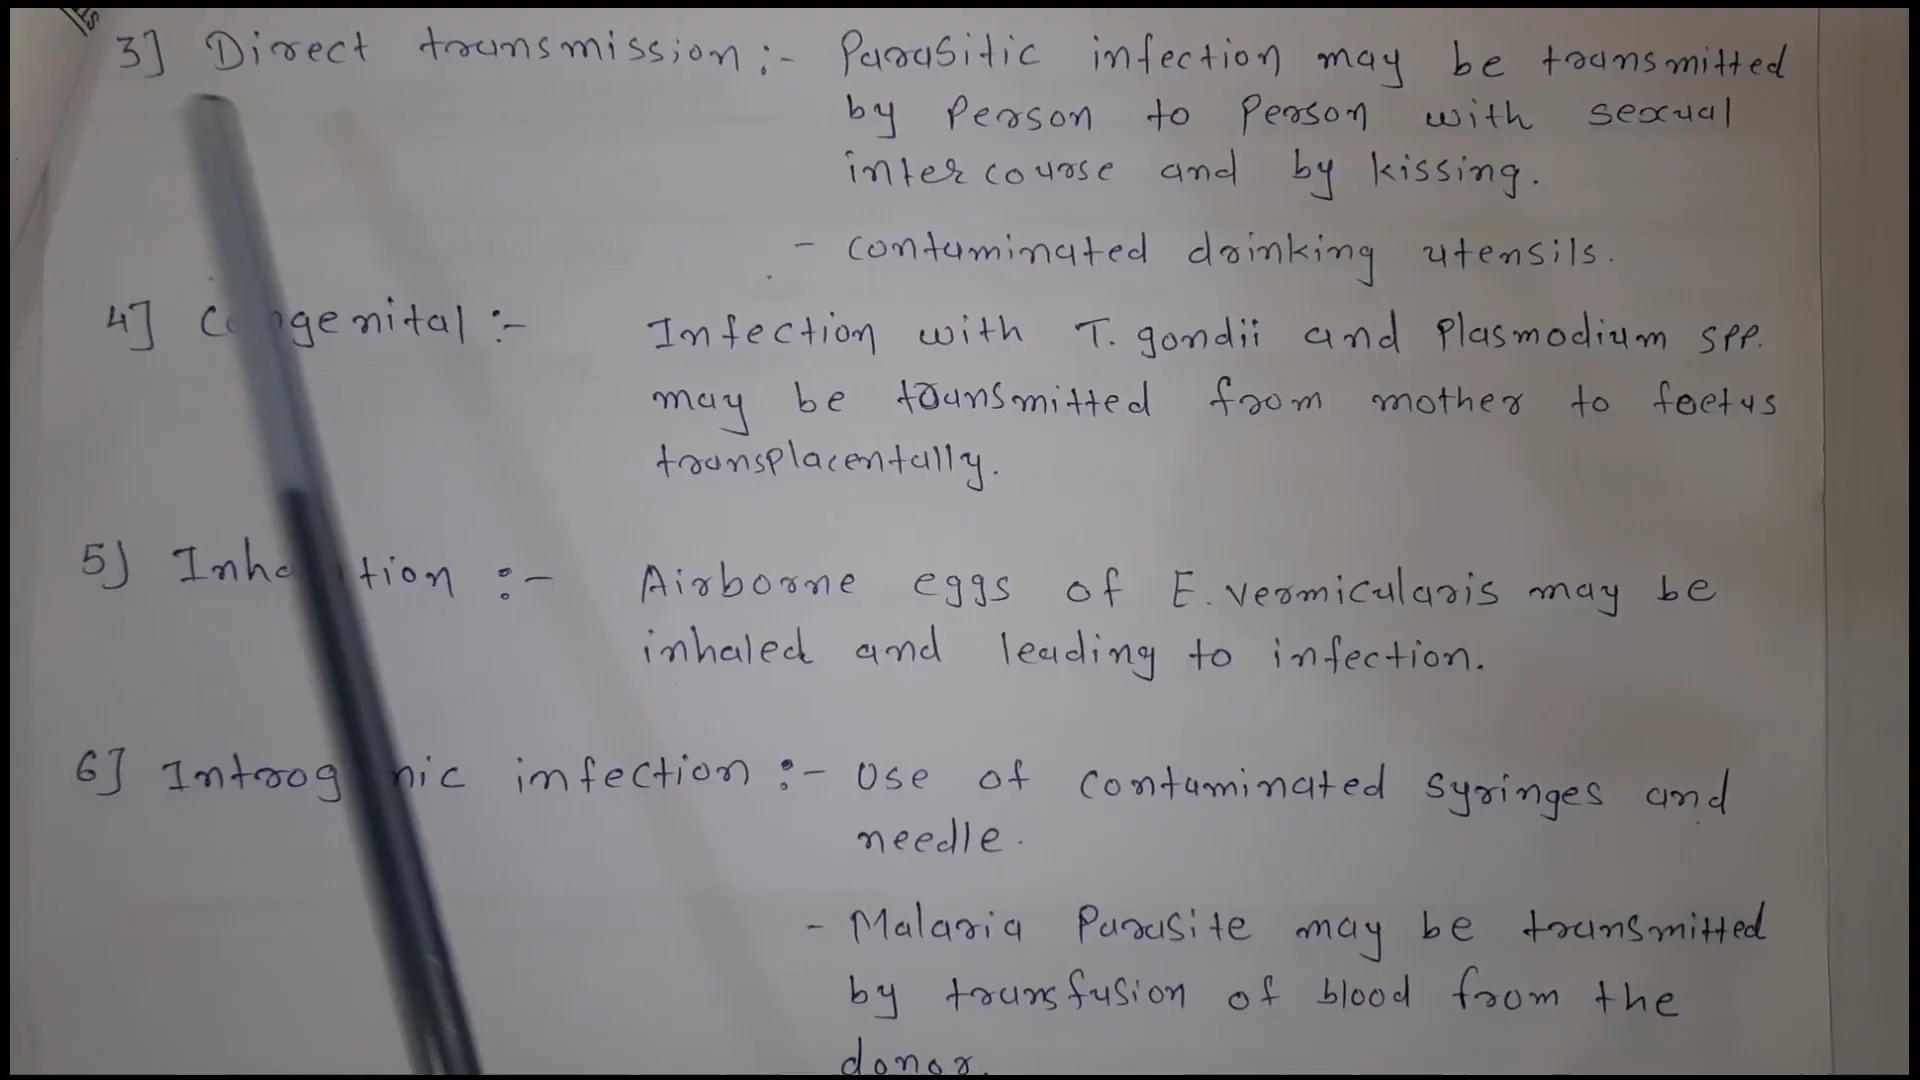 3] Direct transmission :- Parasitic infection may be transmitted
by Person to Person with sexual
intercourse and by kissing.
- contaminated drinking utensils.
4] genital :- Infection with T. gondii and Plasmodium spp.
may be transmitted from mother to foetus
transplacentally.
5] Inha tion :- Airborne eggs of E. vermicularis may be
inhaled and leading to infection.
6] Introg nic infection :- Use of contaminated syringes and
needle.
- Malaria Parasite may be transmitted
by transfusion of blood from the
donor.